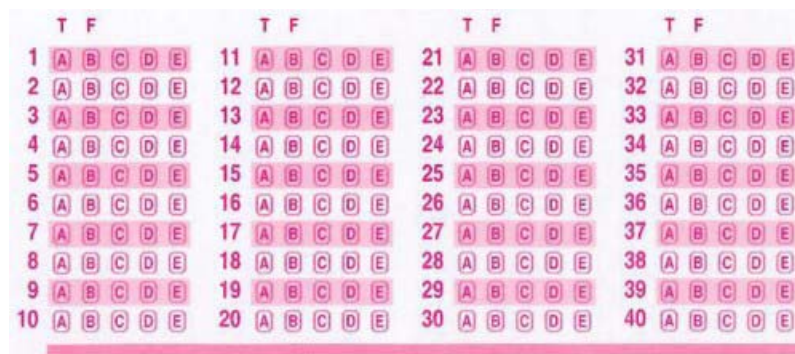 T F T F T F T F
1 A B C D E 11 A B C D E 21 A B C D E 31 A B C D E
2 A B C D E 12 A B C D E 22 A B C D E 32 A B C D E
3 A B C D E 13 A B C D E 23 A B C D E 33 A B C D E
4 A B C D E 14 A B C D E 24 A B C D E 34 A B C D E
5 A B C D E 15 A B C D E 25 A B C D E 35 A B C D E
6 A B C D E 16 A B C D E 26 A B C D E 36 A B C D E
7 A B C D E 17 A B C D E 27 A B C D E 37 A B C D E
8 A B C D E 18 A B C D E 28 A B C D E 38 A B C D E
9 A B C D E 19 A B C D E 29 A B C D E 39 A B C D E
10 A B C D E 20 A B C D E 30 A B C D E 40 A B C D E